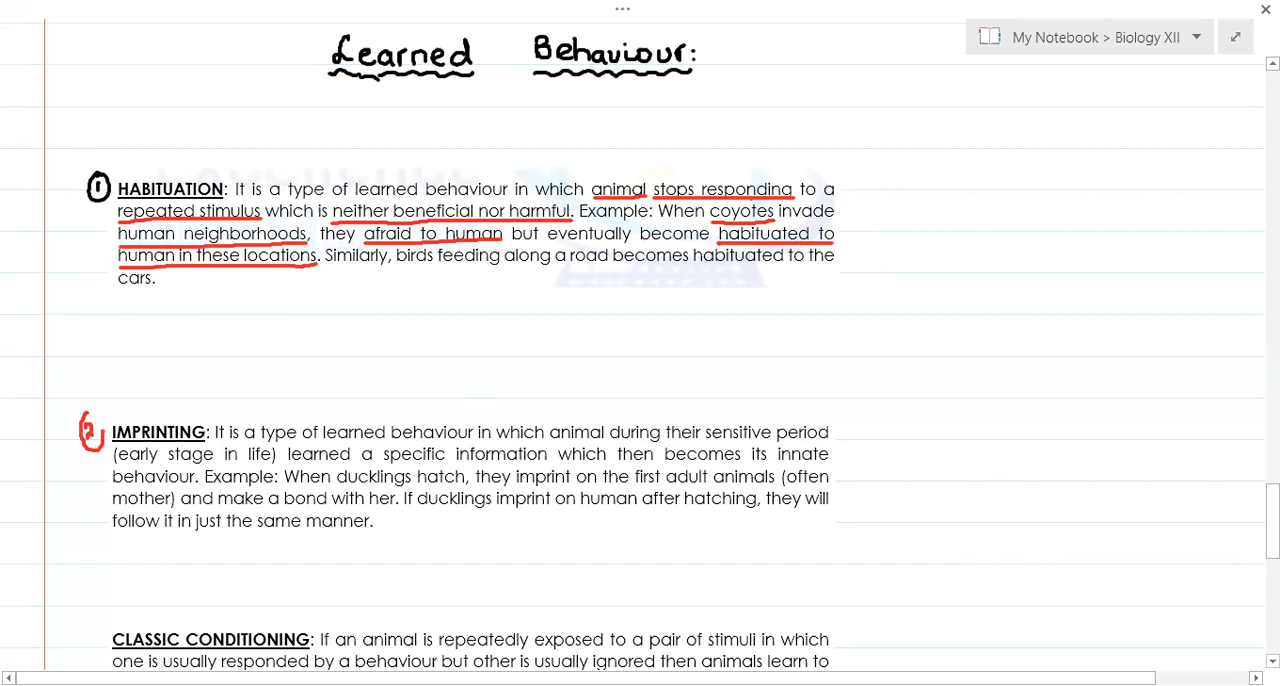 ...
My Notebook > Biology XII
Learned Behaviour:
① HABITUATION: It is a type of learned behaviour in which animal stops responding to a
repeated stimulus which is neither beneficial nor harmful. Example: When coyotes invade
human neighborhoods, they afraid to human but eventually become habituated to
human in these locations. Similarly, birds feeding along a road becomes habituated to the
cars.
2 IMPRINTING: It is a type of learned behaviour in which animal during their sensitive period
(early stage in life) learned a specific information which then becomes its innate
behaviour. Example: When ducklings hatch, they imprint on the first adult animals (often
mother) and make a bond with her. If ducklings imprint on human after hatching, they will
follow it in just the same manner.
CLASSIC CONDITIONING: If an animal is repeatedly exposed to a pair of stimuli in which
one is usually responded by a behaviour but other is usually ignored then animals learn to